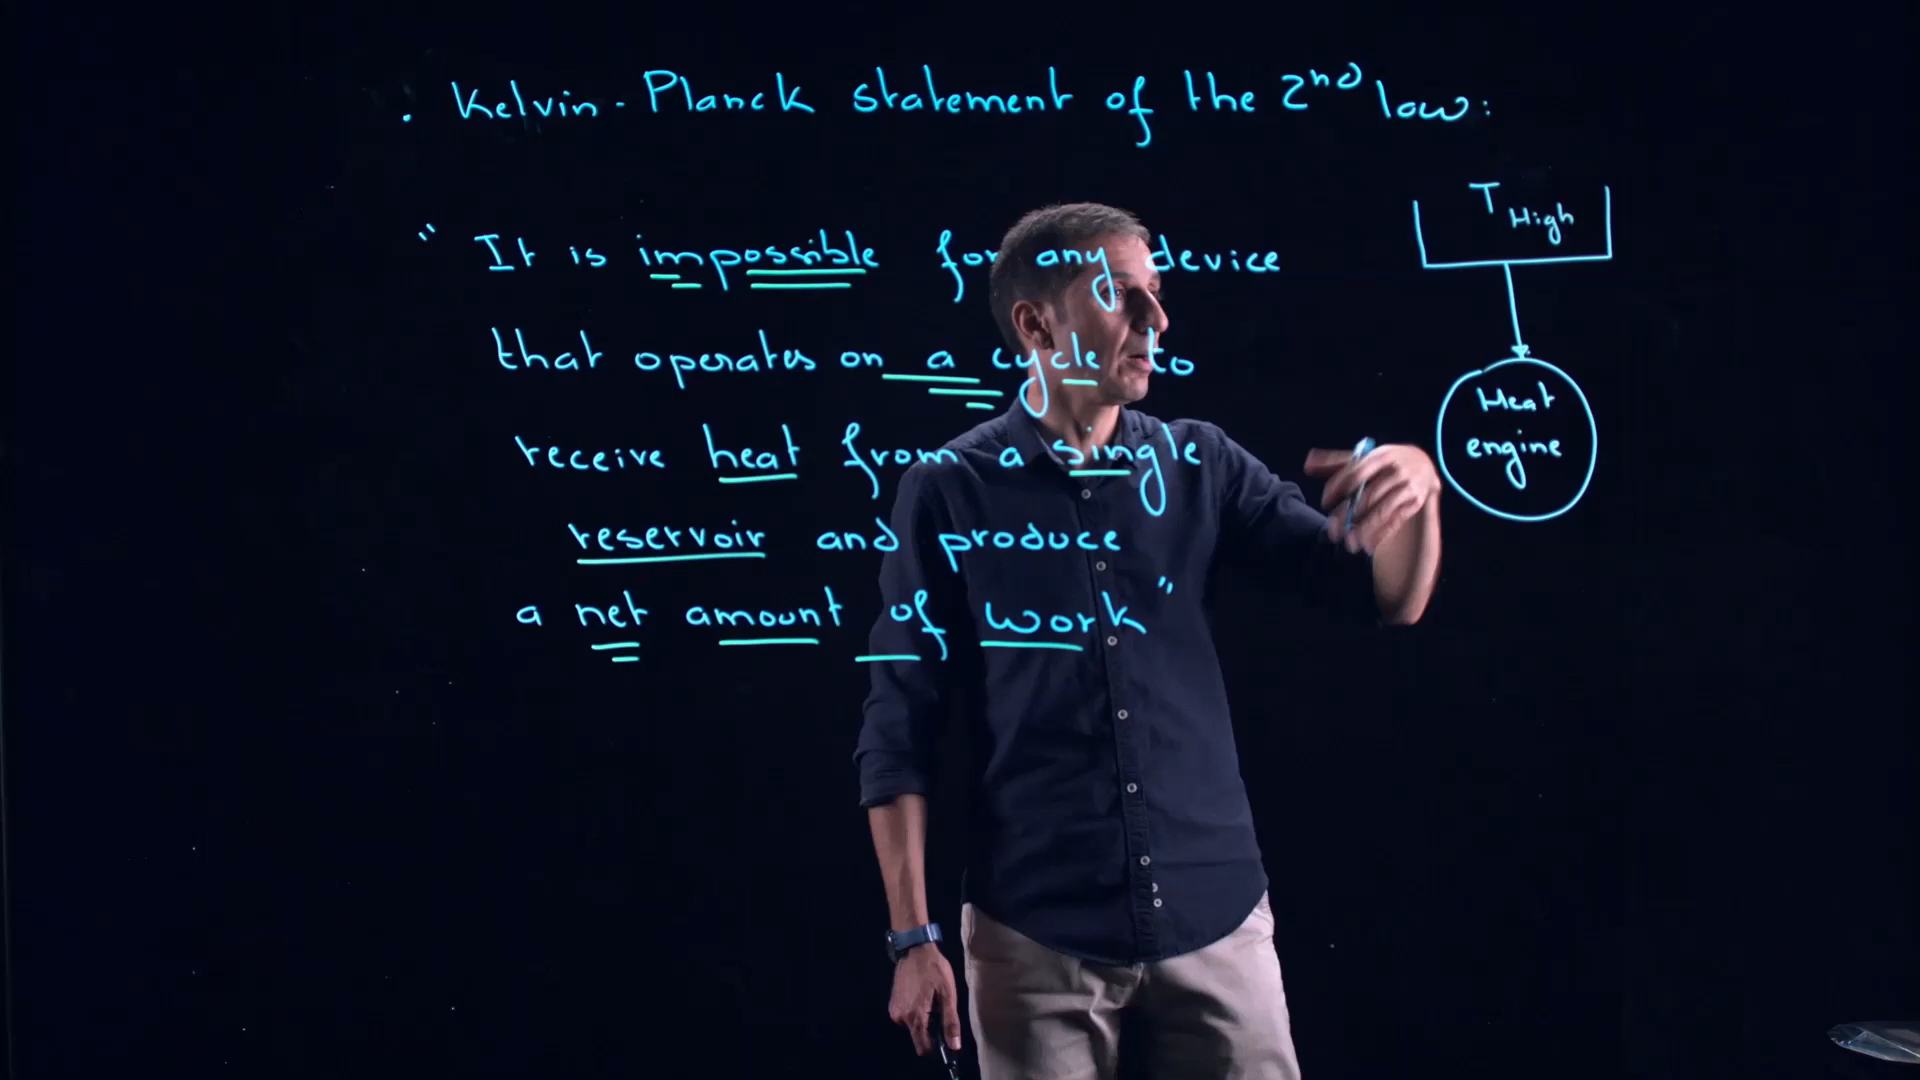 . Kelvin - Planck statement of the 2nd law:
" It is impossible for any device
that operates on a cycle to
receive heat from a single
reservoir and produce
a net amount of work "
T High
Heat
engine